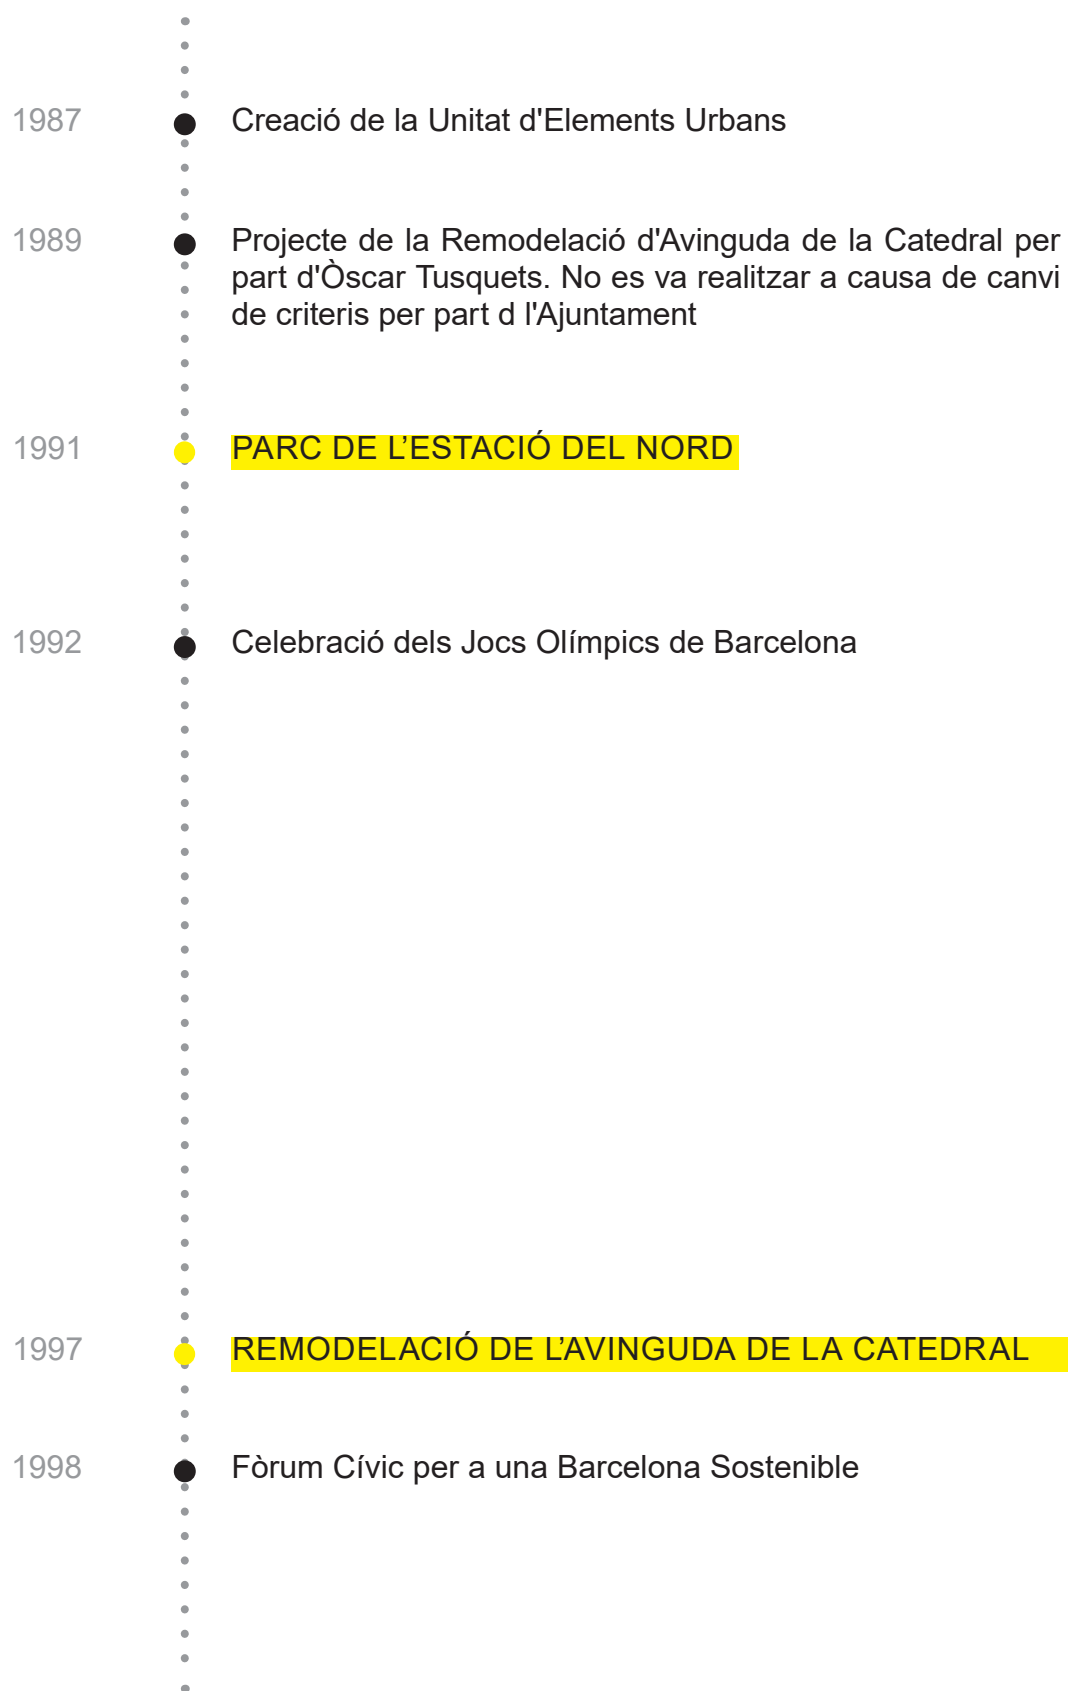 1987
Creació de la Unitat d'Elements Urbans
1989
Projecte de la Remodelació d'Avinguda de la Catedral per
part d'Òscar Tusquets. No es va realitzar a causa de canvi
de criteris per part d l'Ajuntament
1991
PARC DE L’ESTACIÓ DEL NORD
1992
Celebració dels Jocs Olímpics de Barcelona
1997
REMODELACIÓ DE L’AVINGUDA DE LA CATEDRAL
1998
Fòrum Cívic per a una Barcelona Sostenible